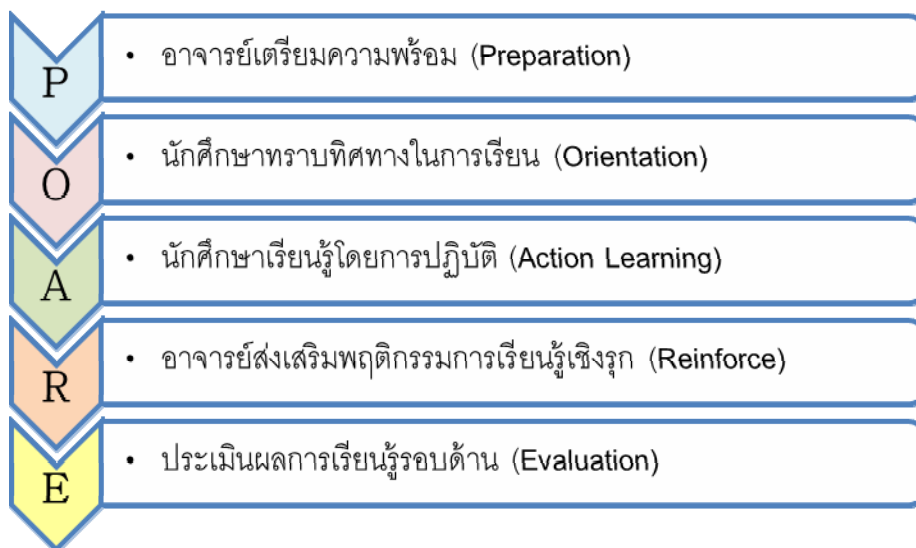 P
• อาจารย์เตรียมความพร้อม (Preparation)
O
• นักศึกษาทราบทิศทางในการเรียน (Orientation)
A
• นักศึกษาเรียนรู้โดยการปฏิบัติ (Action Learning)
R
• อาจารย์ส่งเสริมพฤติกรรมการเรียนรู้เชิงรุก (Reinforce)
E
• ประเมินผลการเรียนรู้รอบด้าน (Evaluation)